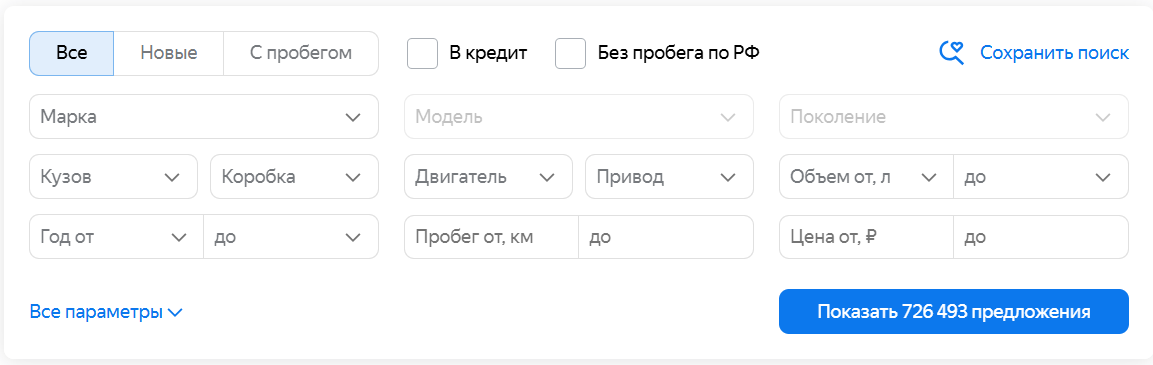 Все Новые С пробегом В кредит Без пробега по РФ Сохранить поиск
Марка Модель Поколение
Кузов Коробка Двигатель Привод Объем от, л до
Год от до Пробег от, км до Цена от, ₽ до
Все параметры Показать 726 493 предложения